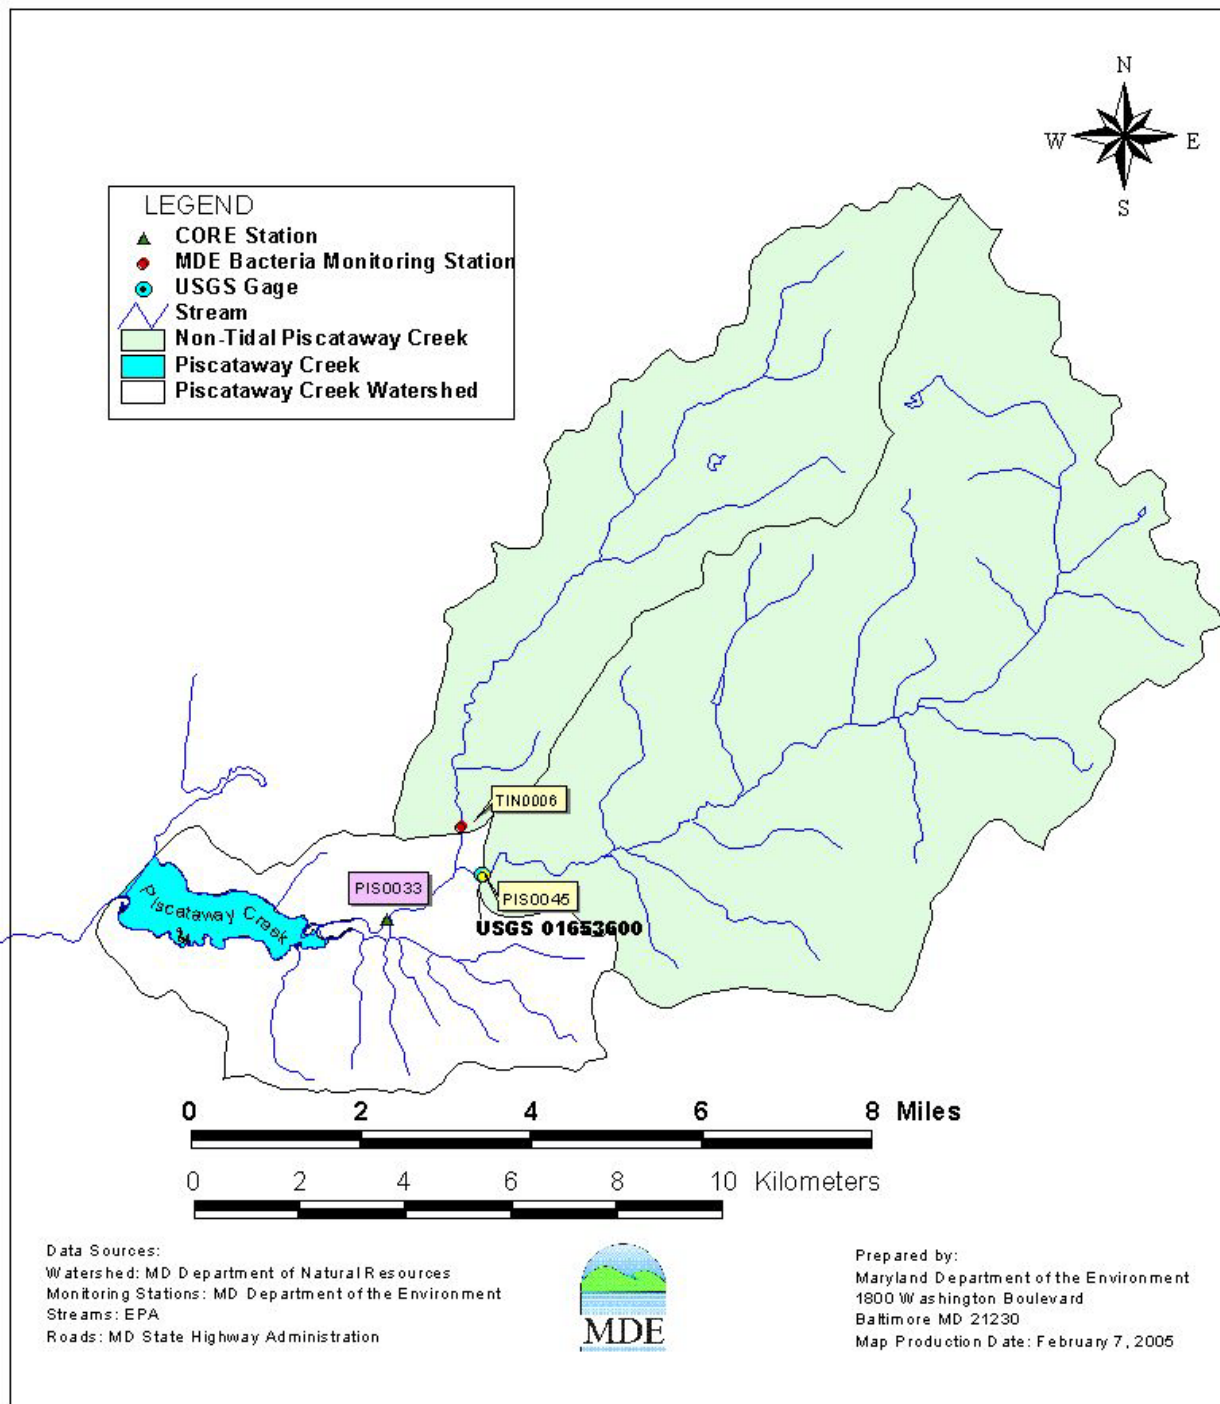 N
W E
S
LEGEND
CORE Station
MDE Bacteria Monitoring Station
USGS Gage
Stream
Non-Tidal Piscataway Creek
Piscataway Creek
Piscataway Creek Watershed
TIN0006
PIS0033
PIS0045
Piscataway Creek
USGS 01653600
0 2 4 6 8 Miles
0 2 4 6 8 10 Kilometers
Data Sources:
Watershed: MD Department of Natural Resources
Monitoring Stations: MD Department of the Environment
Streams: EPA
Roads: MD State Highway Administration
MDE
Prepared by:
Maryland Department of the Environment
1800 Washington Boulevard
Baltimore MD 21230
Map Production Date: February 7, 2005